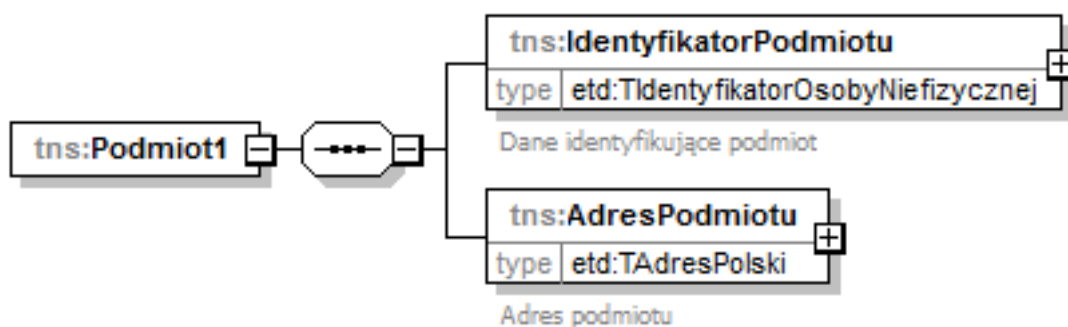 tns:IdentyfikatorPodmiotu
type etd:TIdentyfikatorOsobyNiefizycznej
Dane identyfikujące podmiot
tns:Podmiot1
tns:AdresPodmiotu
type etd:TAdresPolski
Adres podmiotu